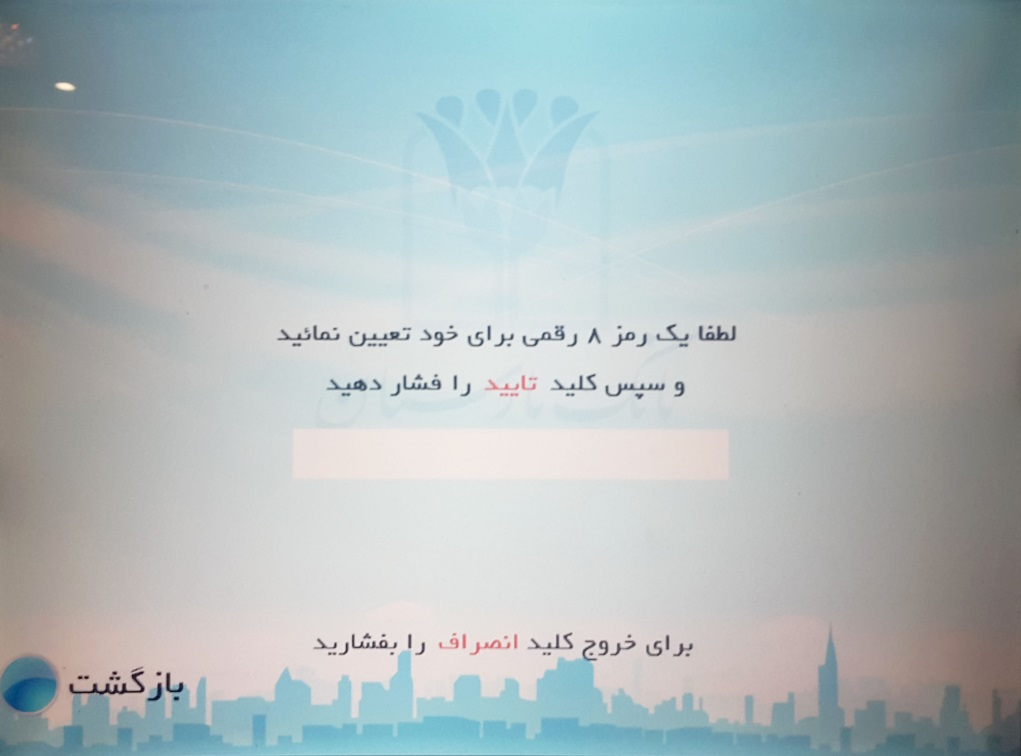 لطفا یک رمز ۸ رقمی برای خود تعیین نمائید
و سپس کلید تایید را فشار دهید
برای خروج کلید انصراف را بفشارید
بازگشت